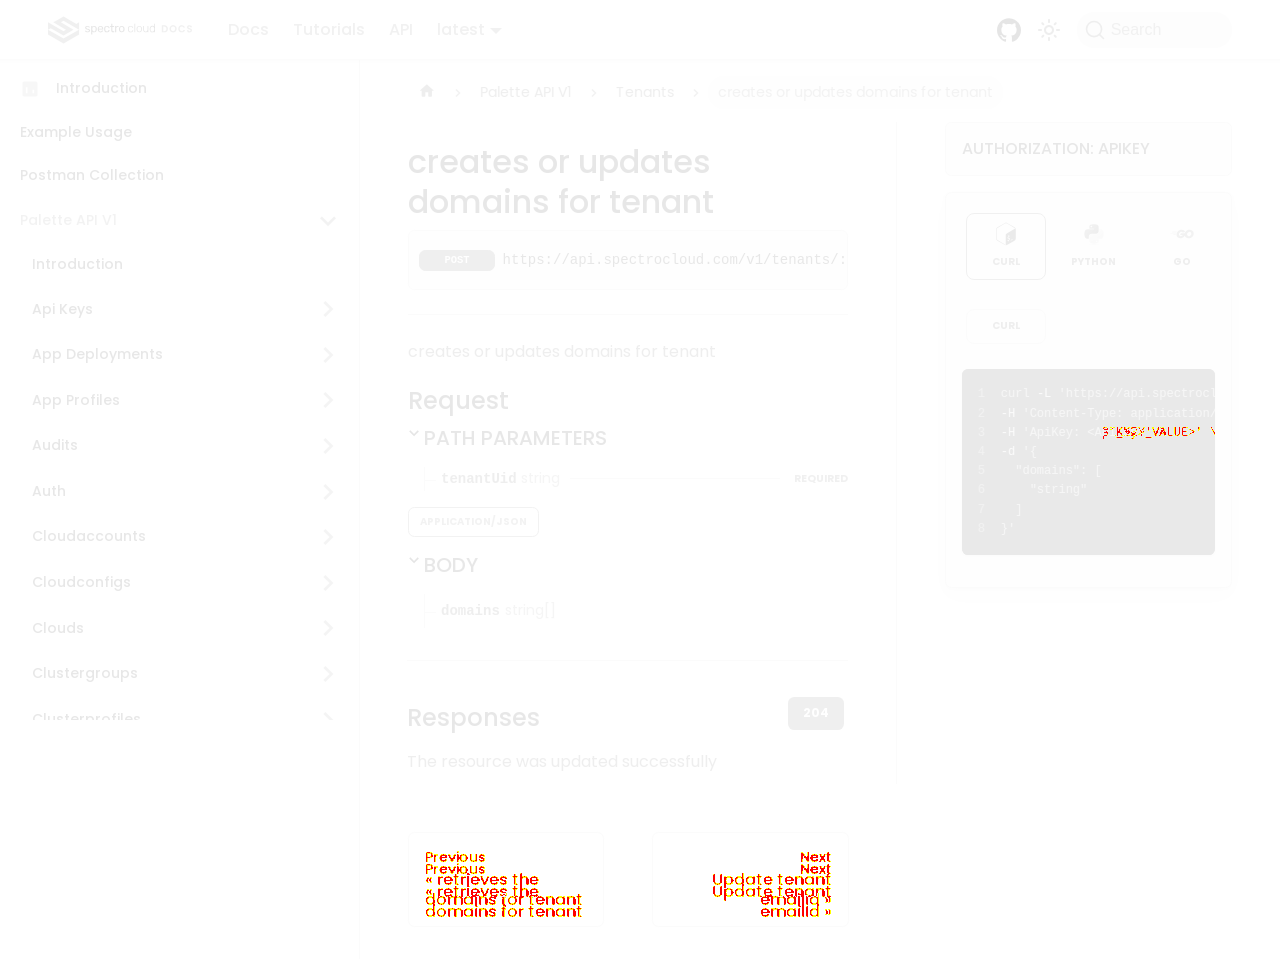 spectro cloud DOCS Docs Tutorials API latest Search
Introduction
Example Usage
Postman Collection
Palette API V1
Introduction
Api Keys
App Deployments
App Profiles
Audits
Auth
Cloudaccounts
Cloudconfigs
Clouds
Clustergroups
Clusterprofiles
Palette API V1 › Tenants › creates or updates domains for tenant
creates or updates
domains for tenant
POST https://api.spectrocloud.com/v1/tenants/:
creates or updates domains for tenant
Request
PATH PARAMETERS
tenantUid string REQUIRED
APPLICATION/JSON
BODY
domains string[]
Responses
204
The resource was updated successfully
Previous
Previous
« retrieves the
« retrieves the
domains for tenant
domains for tenant
Next
Next
Update tenant
Update tenant
emailId »
emailId »
AUTHORIZATION: APIKEY
CURL PYTHON GO
CURL
1 curl -L 'https://api.spectrocl
2 -H 'Content-Type: application/
3 -H 'ApiKey:
4 -d '{
5 "domains": [
6 "string"
7 ]
8 }'